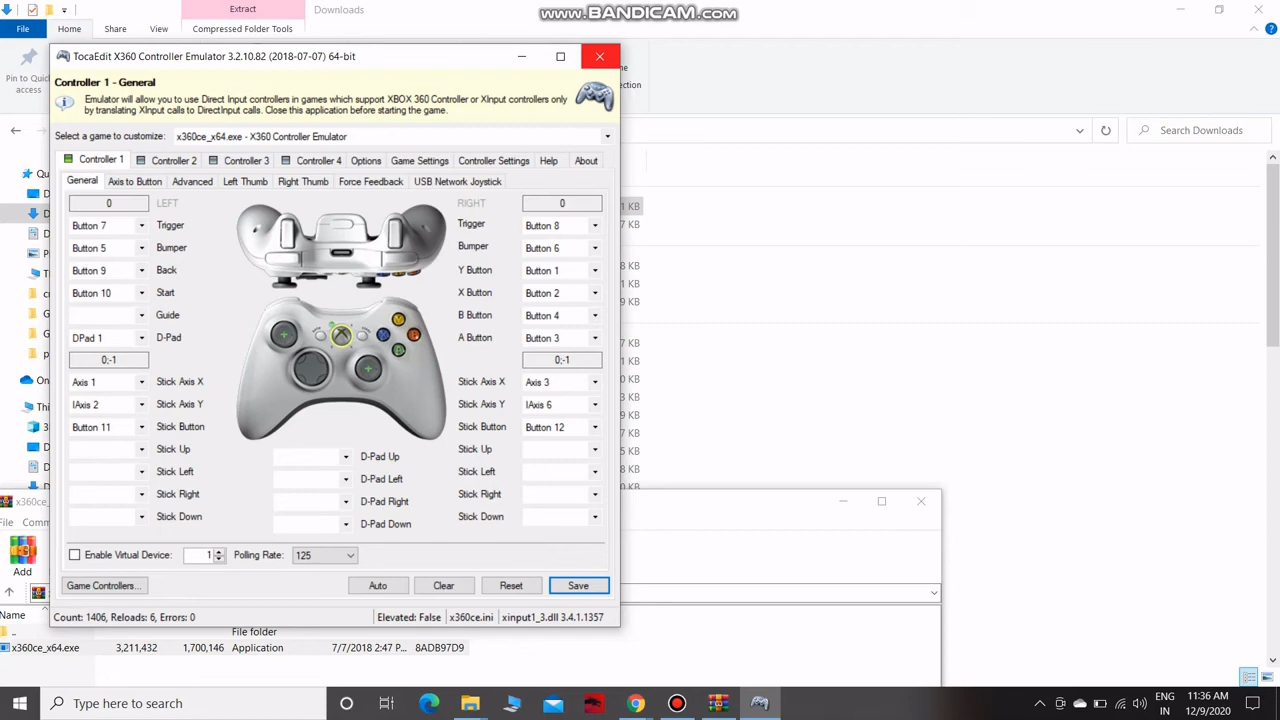 Extract
Downloads
www.BANDICAM.com
File
Home
Share
View
Compressed Folder Tools
Pin to Quick
access
TocaEdit X360 Controller Emulator 3.2.10.82 (2018-07-07) 64-bit
Controller 1 - General
Emulator will allow you to use Direct Input controllers in games which support XBOX 360 Controller or XInput controllers only
by translating XInput calls to DirectInput calls. Close this application before starting the game.
Select a game to customize:
x360ce_x64.exe - X360 Controller Emulator
Search Downloads
Controller 1
Controller 2
Controller 3
Controller 4
Options
Game Settings
Controller Settings
Help
About
General
Axis to Button
Advanced
Left Thumb
Right Thumb
Force Feedback
USB Network Joystick
0 LEFT
RIGHT 0
Button 7 Trigger
Trigger Button 8
Button 5 Bumper
Bumper Button 6
Button 9 Back
Y Button Button 1
Button 10 Start
X Button Button 2
Guide
B Button Button 4
DPad 1 D-Pad
A Button Button 3
0;-1
0;-1
Axis 1 Stick Axis X
Stick Axis X Axis 3
IAxis 2 Stick Axis Y
Stick Axis Y IAxis 6
Button 11 Stick Button
Stick Button Button 12
Stick Up
D-Pad Up
Stick Up
Stick Left
D-Pad Left
Stick Left
Stick Right
D-Pad Right
Stick Right
Stick Down
D-Pad Down
Stick Down
Enable Virtual Device: 1
Polling Rate: 125
Game Controllers...
Auto
Clear
Reset
Save
Count: 1406, Reloads: 6, Errors: 0
Elevated: False
x360ce.ini
xinput1_3.dll 3.4.1.1357
x360ce_
File
Add
Name
..
File folder
x360ce.exe 3,211,432 1,700,146 Application 7/7/2018 2:47 P... 8ADB97D9
Type here to search
ENG
IN
11:36 AM
12/9/2020